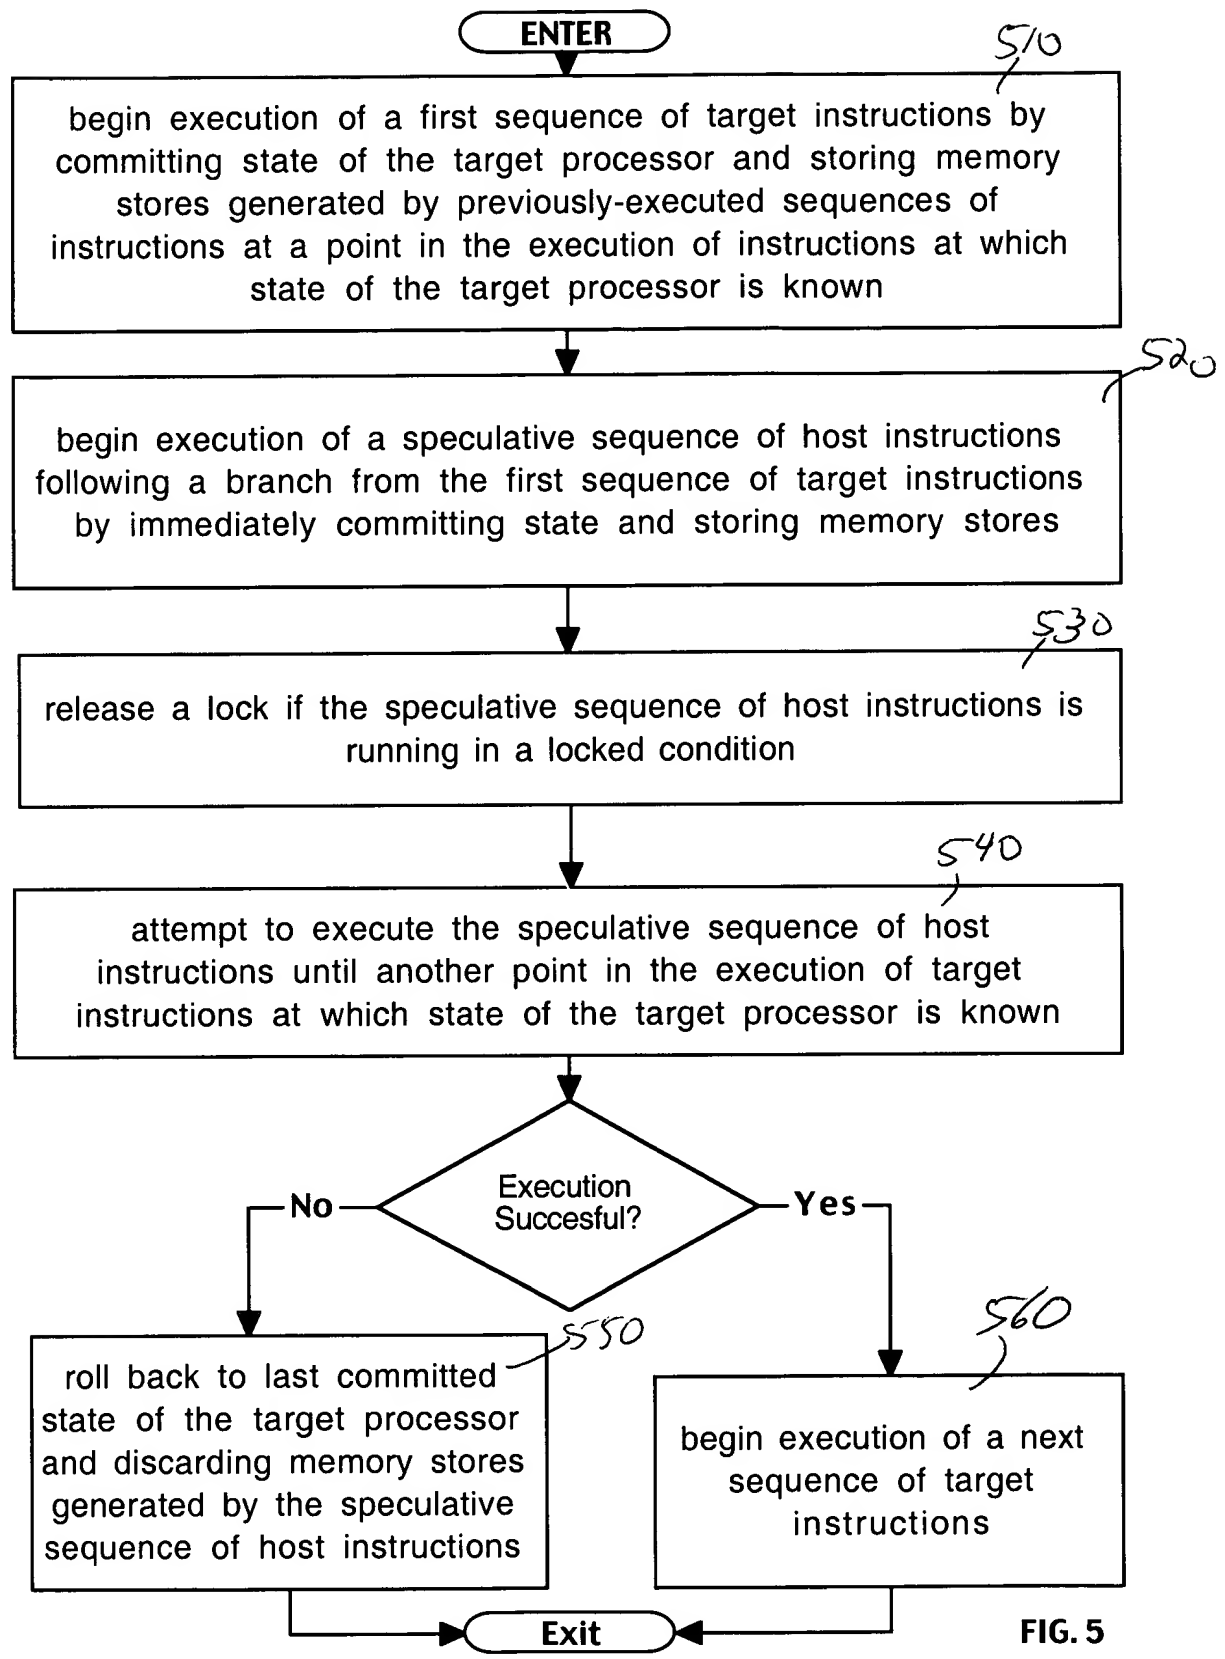 ENTER
510
begin execution of a first sequence of target instructions by
committing state of the target processor and storing memory
stores generated by previously-executed sequences of
instructions at a point in the execution of instructions at which
state of the target processor is known
520
begin execution of a speculative sequence of host instructions
following a branch from the first sequence of target instructions
by immediately committing state and storing memory stores
530
release a lock if the speculative sequence of host instructions is
running in a locked condition
540
attempt to execute the speculative sequence of host
instructions until another point in the execution of target
instructions at which state of the target processor is known
Execution
Succesful?
No
Yes
550
roll back to last committed
state of the target processor
and discarding memory stores
generated by the speculative
sequence of host instructions
560
begin execution of a next
sequence of target
instructions
Exit
FIG. 5